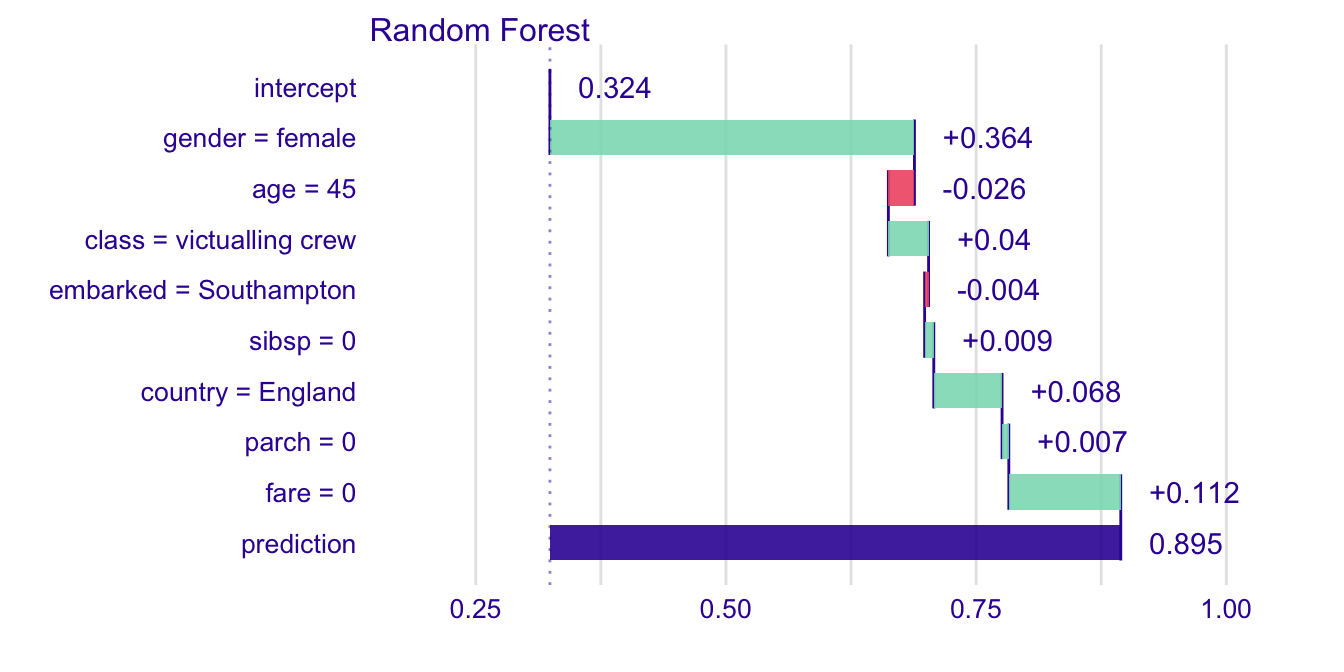 Random Forest
intercept 0.324
gender = female +0.364
age = 45 -0.026
class = victualling crew +0.04
embarked = Southampton -0.004
sibsp = 0 +0.009
country = England +0.068
parch = 0 +0.007
fare = 0 +0.112
prediction 0.895
0.25 0.50 0.75 1.00